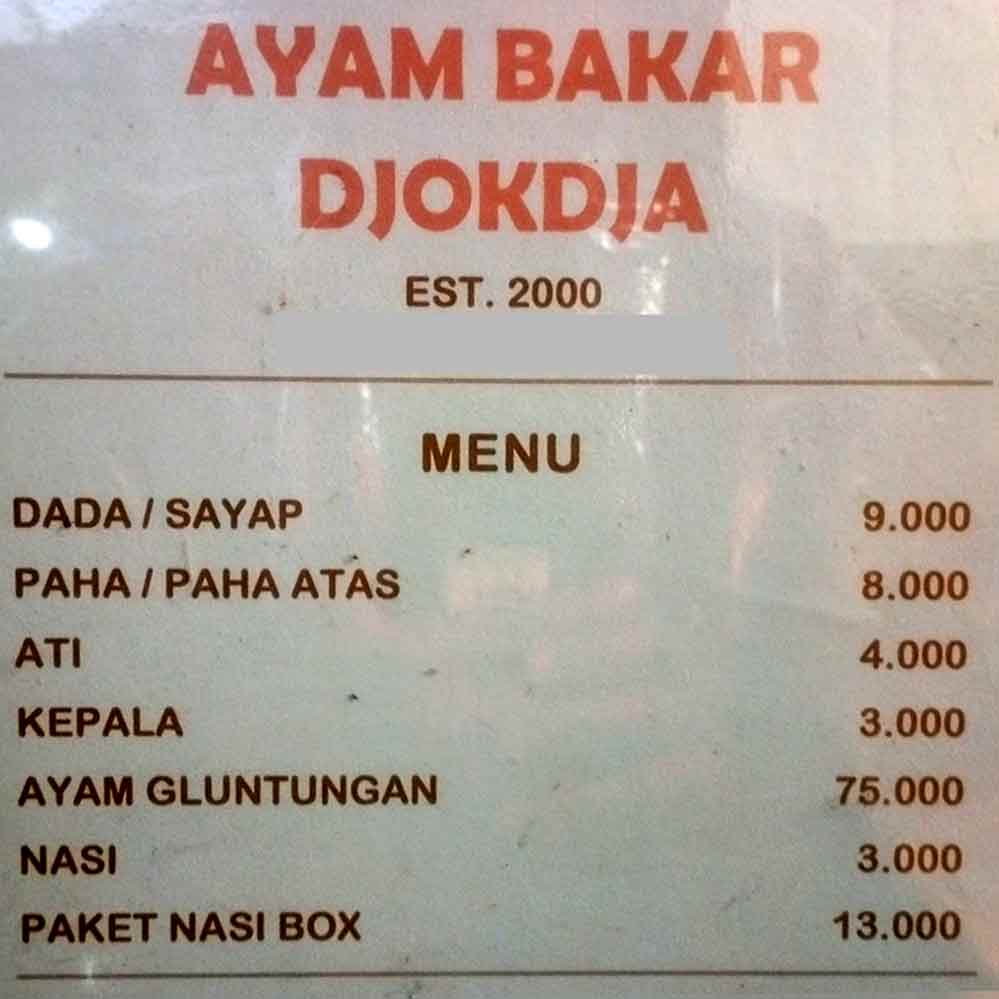 AYAM BAKAR
DJOKDJA
EST. 2000
MENU
DADA / SAYAP 9.000
PAHA / PAHA ATAS 8.000
ATI 4.000
KEPALA 3.000
AYAM GLUNTUNGAN 75.000
NASI 3.000
PAKET NASI BOX 13.000